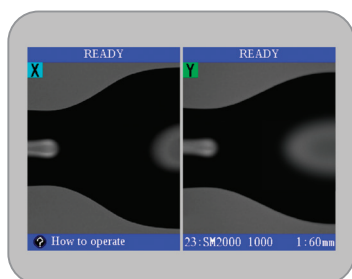 READY
X
? How to operate
READY
Y
23:SM2000 1000 1:60mm